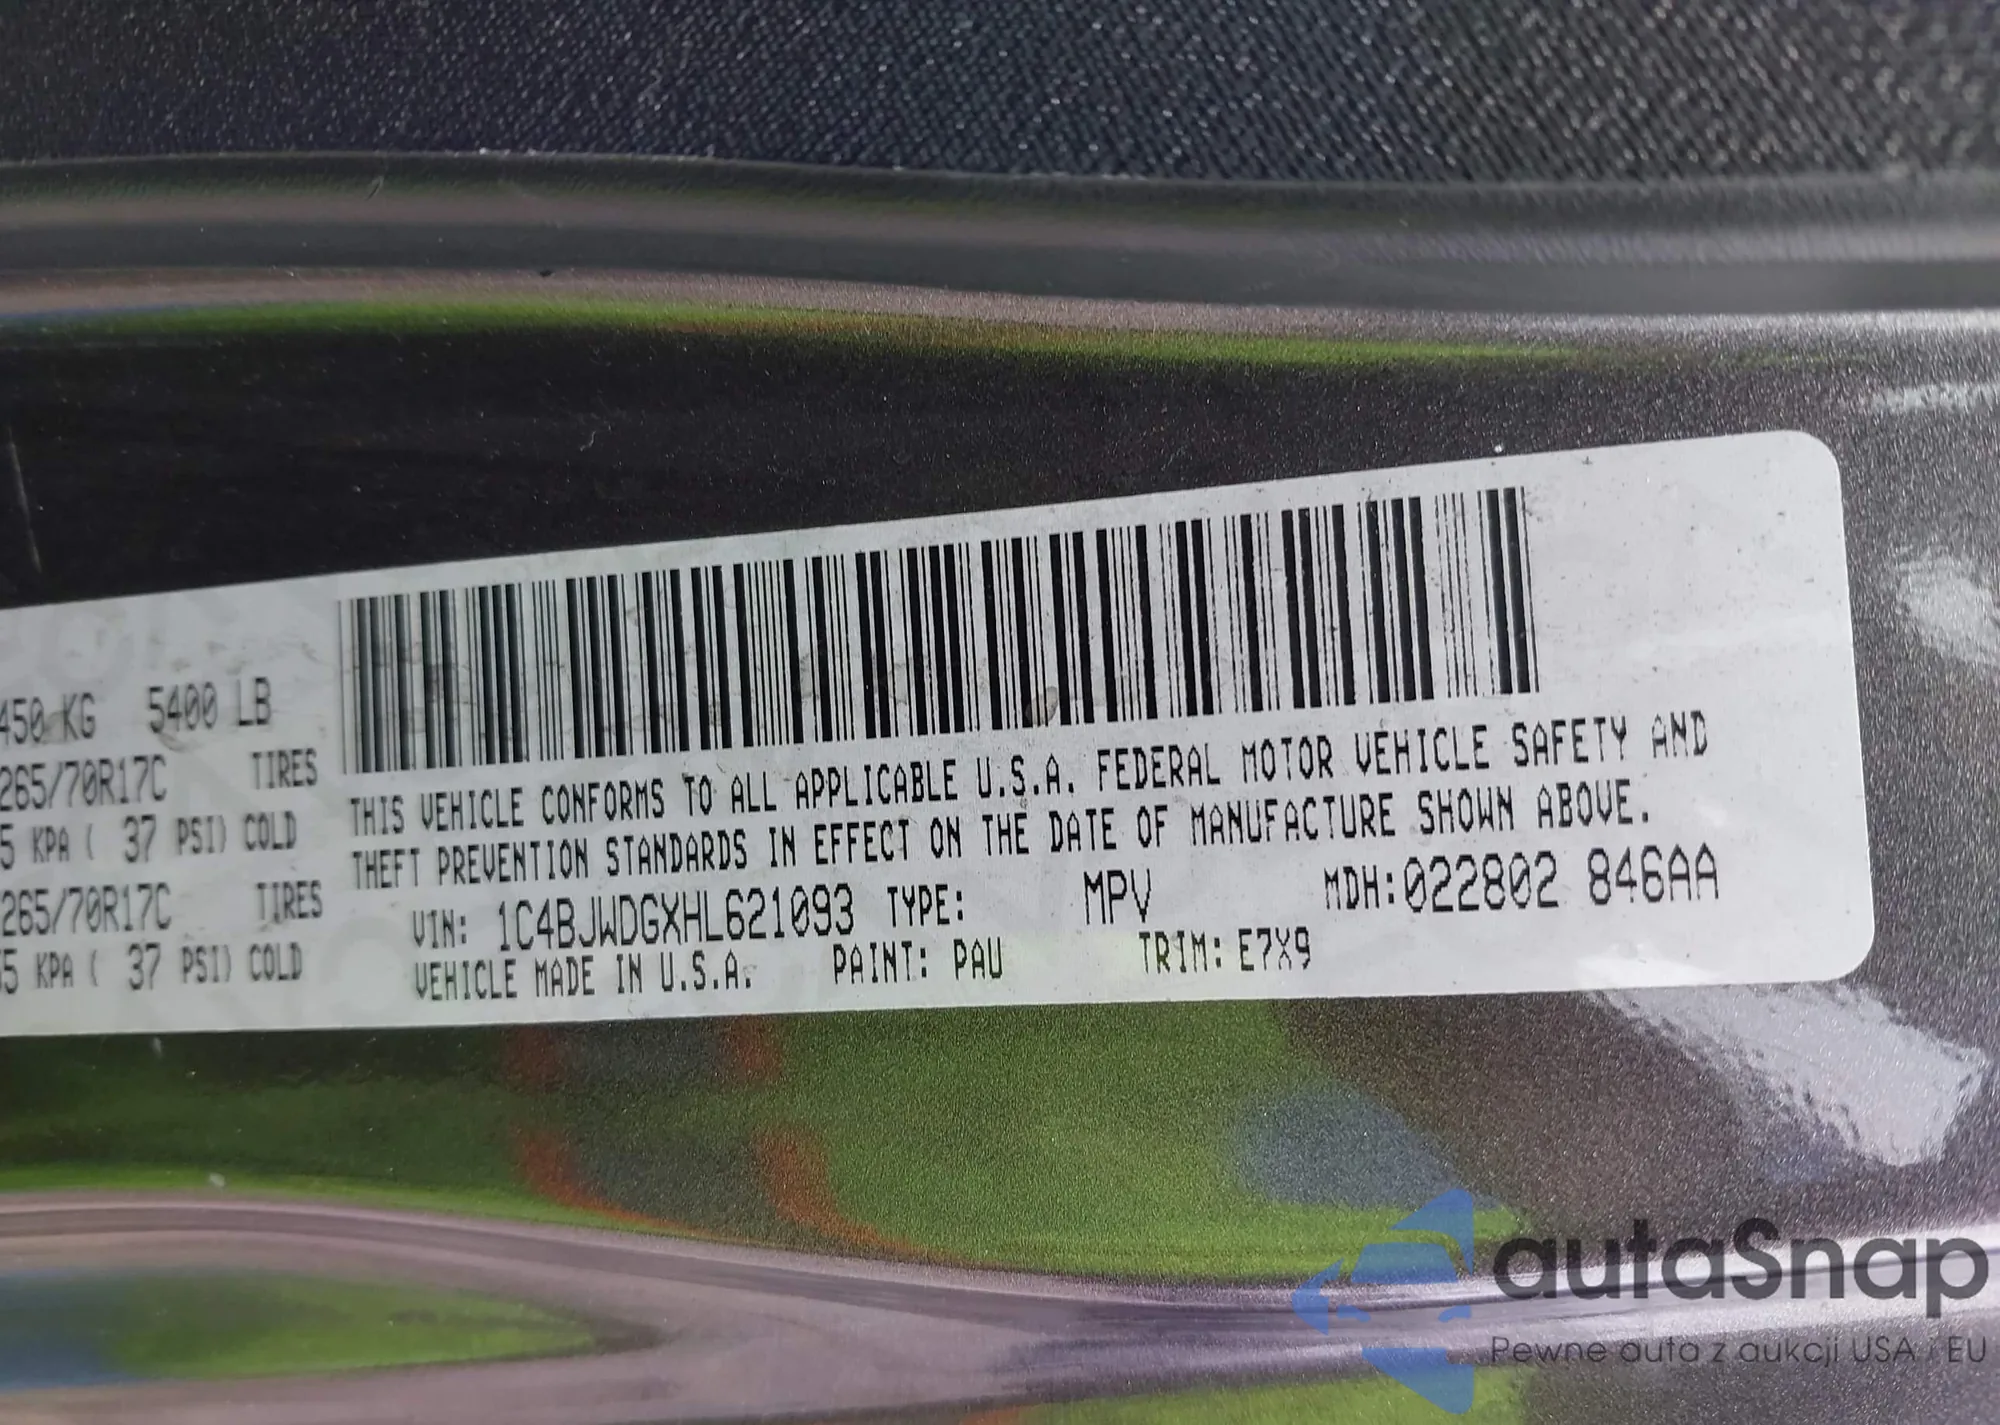 450 KG 5400 LB
265/70R17C TIRES
5 KPA ( 37 PSI) COLD
265/70R17C TIRES
5 KPA ( 37 PSI) COLD
THIS VEHICLE CONFORMS TO ALL APPLICABLE U.S.A. FEDERAL MOTOR VEHICLE SAFETY AND
THEFT PREVENTION STANDARDS IN EFFECT ON THE DATE OF MANUFACTURE SHOWN ABOVE.
VIN: 1C4BJWDGXHL621093 TYPE: MPV MDH:022802 846AA
VEHICLE MADE IN U.S.A. PAINT: PAU TRIM: E7X9
autaSnap
Pewne auta z aukcji USA i EU